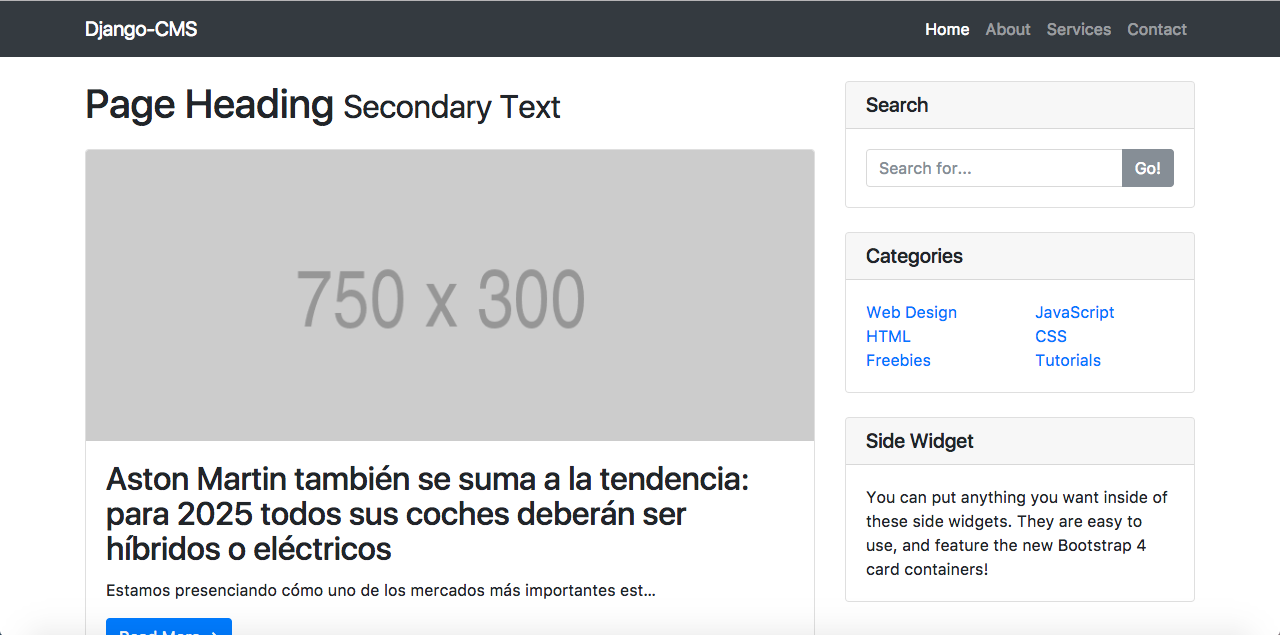 Django-CMS
Home About Services Contact
Page Heading Secondary Text
750 x 300
Aston Martin también se suma a la tendencia:
para 2025 todos sus coches deberán ser
híbridos o eléctricos
Estamos presenciando cómo uno de los mercados más importantes est...
Read More →
Search
Search for...
Go!
Categories
Web Design
HTML
Freebies
JavaScript
CSS
Tutorials
Side Widget
You can put anything you want inside of
these side widgets. They are easy to
use, and feature the new Bootstrap 4
card containers!